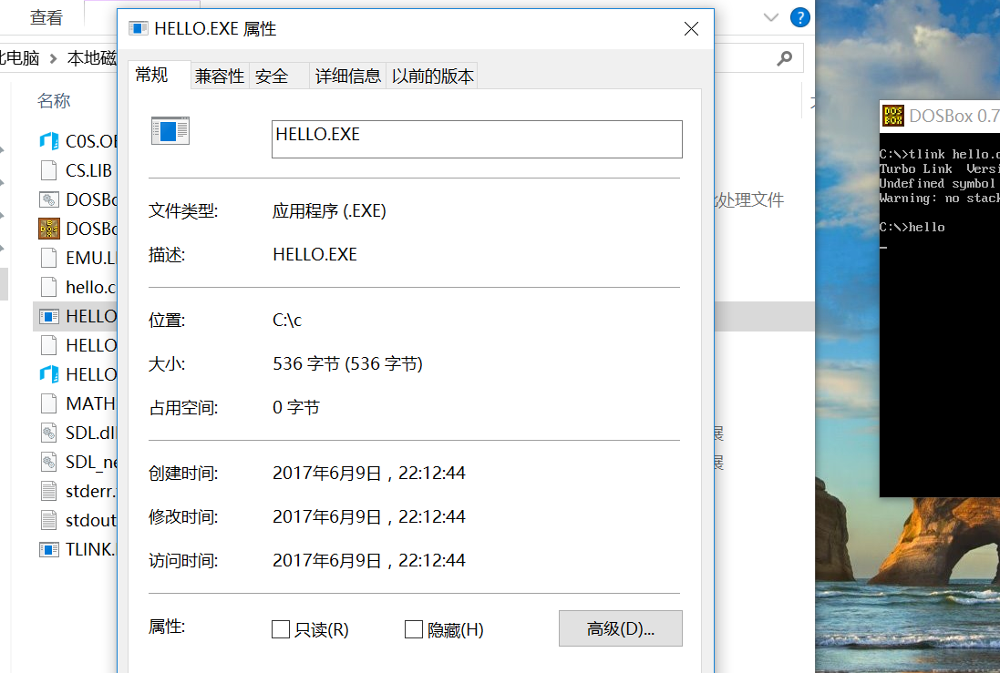 查看
HELLO.EXE 属性
?
电脑 > 本地磁
常规
兼容性
安全
详细信息
以前的版本
名称
C0S.O
CS.LIB
DOSBo
DOSBo
EMU.L
hello.c
HELLO
HELLO
HELLO
MATH
SDL.dl
SDL_ne
stderr.
stdout
TLINK.
HELLO.EXE
文件类型:
应用程序 (.EXE)
描述:
HELLO.EXE
位置:
C:\c
大小:
536 字节 (536 字节)
占用空间:
0 字节
创建时间:
2017年6月9日，22:12:44
修改时间:
2017年6月9日，22:12:44
访问时间:
2017年6月9日，22:12:44
属性:
只读(R)
隐藏(H)
高级(D)...
处理文件
展
展
DOSBox 0.7
C:\>tlink hello.
Turbo Link Versi
Undefined symbol
Warning: no stack
C:\>hello